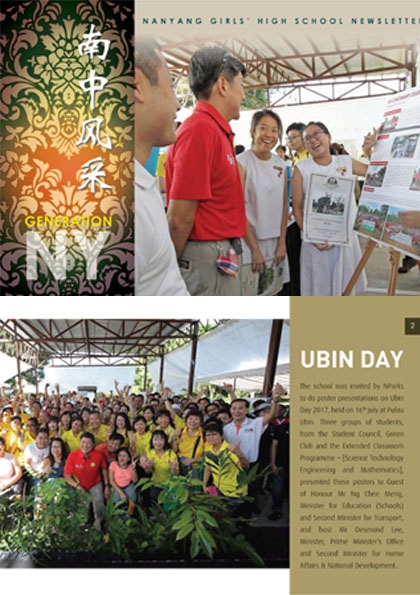 NANYANG GIRLS' HIGH SCHOOL NEWSLETTER
南中风采
GENERATION
NY
2
UBIN DAY
The school was invited by NParks
to do poster presentations on Ubin
Day 2017, held on 16th July at Pulau
Ubin. Three groups of students,
from the Student Council, Green
Club and the Extended Classroom
Programme – [Science Technology
Engineering and Mathematics],
presented these posters to Guest
of Honour Mr Ng Chee Meng,
Minister for Education (Schools)
and Second Minister for Transport,
and host Mr Desmond Lee,
Minister, Prime Minister's Office
and Second Minister for Home
Affairs & National Development.